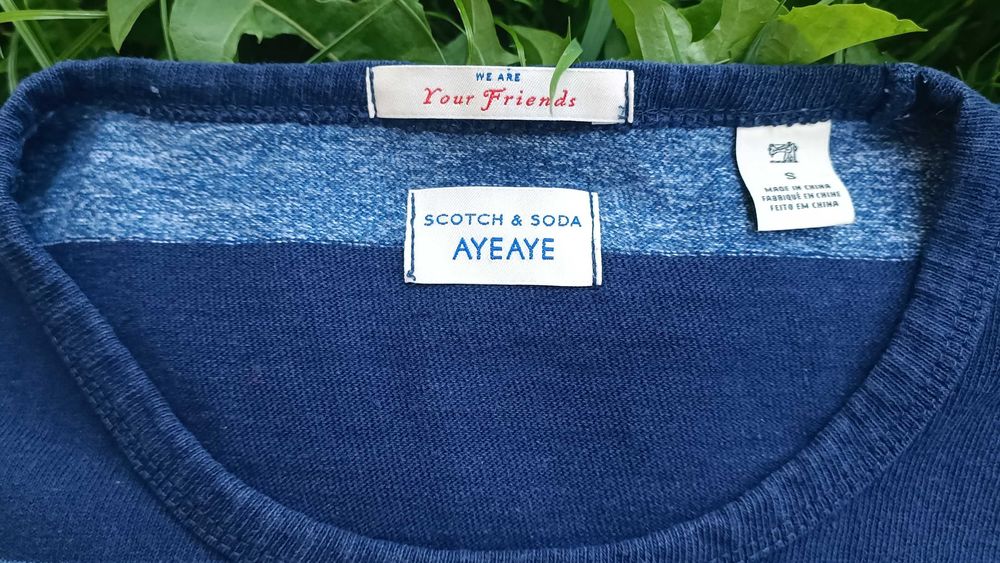 WE ARE
Your Friends
SCOTCH & SODA
AYEAYE
S
MADE IN CHINA
FABRIQUÉ EN CHINE
FEITO EM CHINA